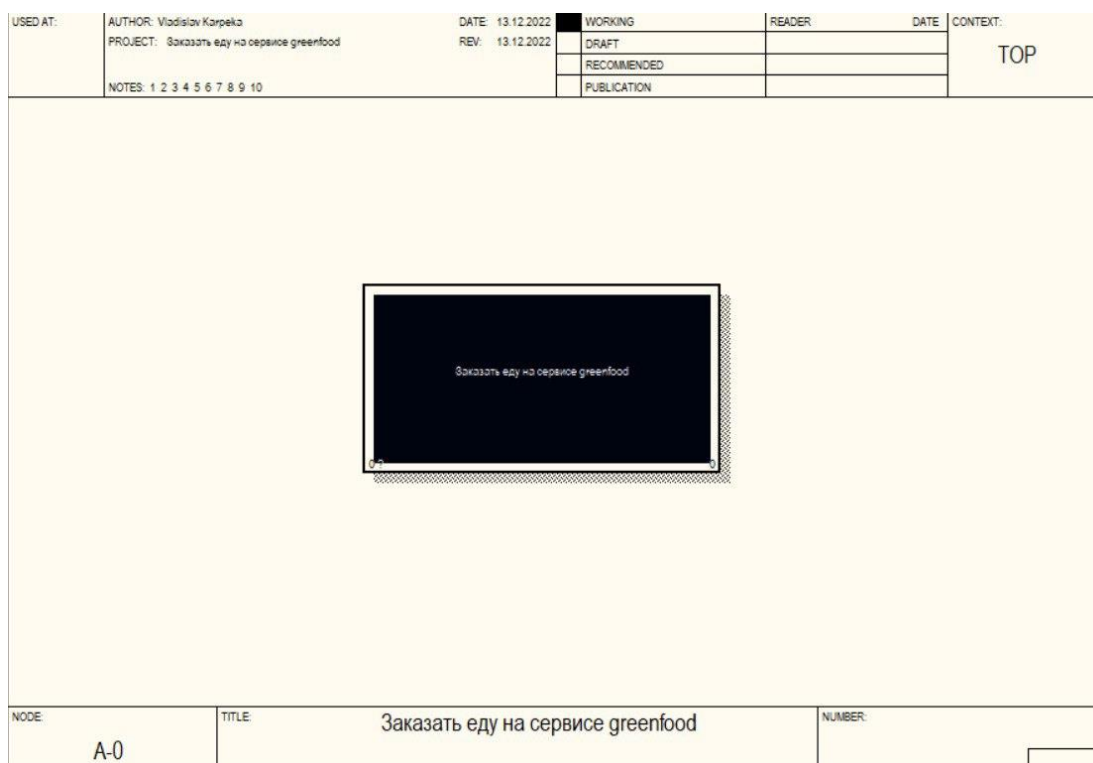 USED AT:
AUTHOR: Vladislav Karpeka
DATE: 13.12.2022
WORKING
READER
DATE
CONTEXT:
PROJECT: Заказать еду на сервисе greenfood
REV: 13.12.2022
DRAFT
TOP
RECOMMENDED
NOTES: 1 2 3 4 5 6 7 8 9 10
PUBLICATION
Заказать еду на сервисе greenfood
0 ?
0
NODE:
TITLE:
Заказать еду на сервисе greenfood
NUMBER:
A-0